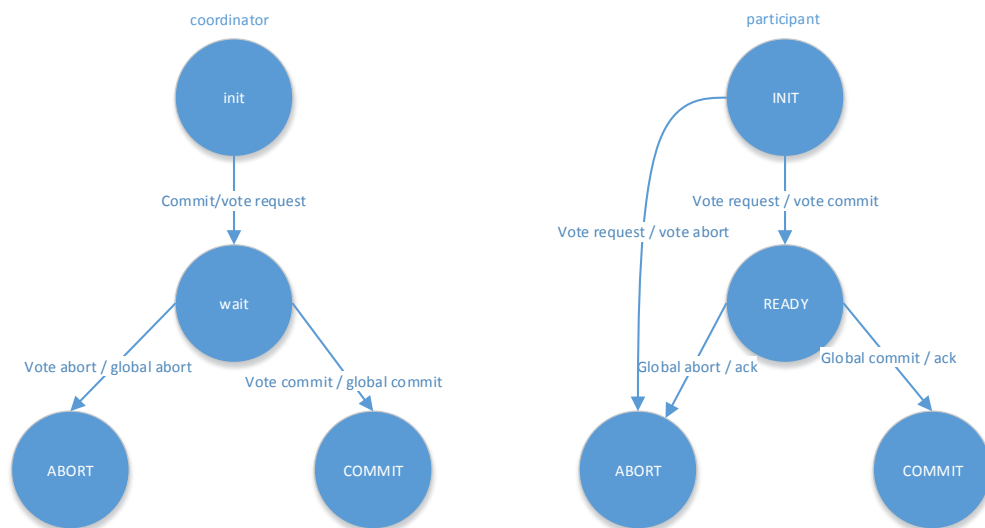 coordinator
init
Commit/vote request
wait
Vote abort / global abort
Vote commit / global commit
ABORT
COMMIT
participant
INIT
Vote request / vote commit
Vote request / vote abort
READY
Global abort / ack
Global commit / ack
ABORT
COMMIT